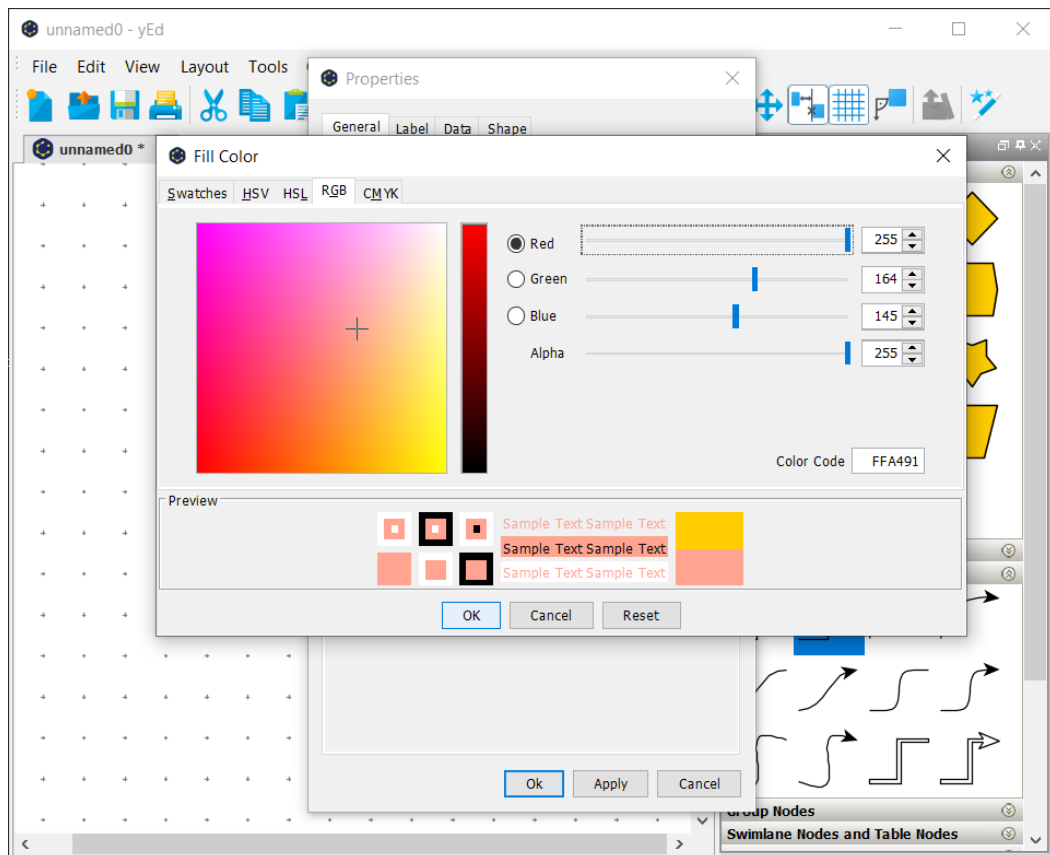 unnamed0 - yEd
File Edit View Layout Tools
Properties
General Label Data Shape
unnamed0 *
Fill Color
Swatches HSV HSL RGB CMYK
Red 255
Green 164
Blue 145
Alpha 255
Color Code FFA491
Preview
Sample Text Sample Text
Sample Text Sample Text
Sample Text Sample Text
OK Cancel Reset
Ok Apply Cancel
Group Nodes
Swimlane Nodes and Table Nodes